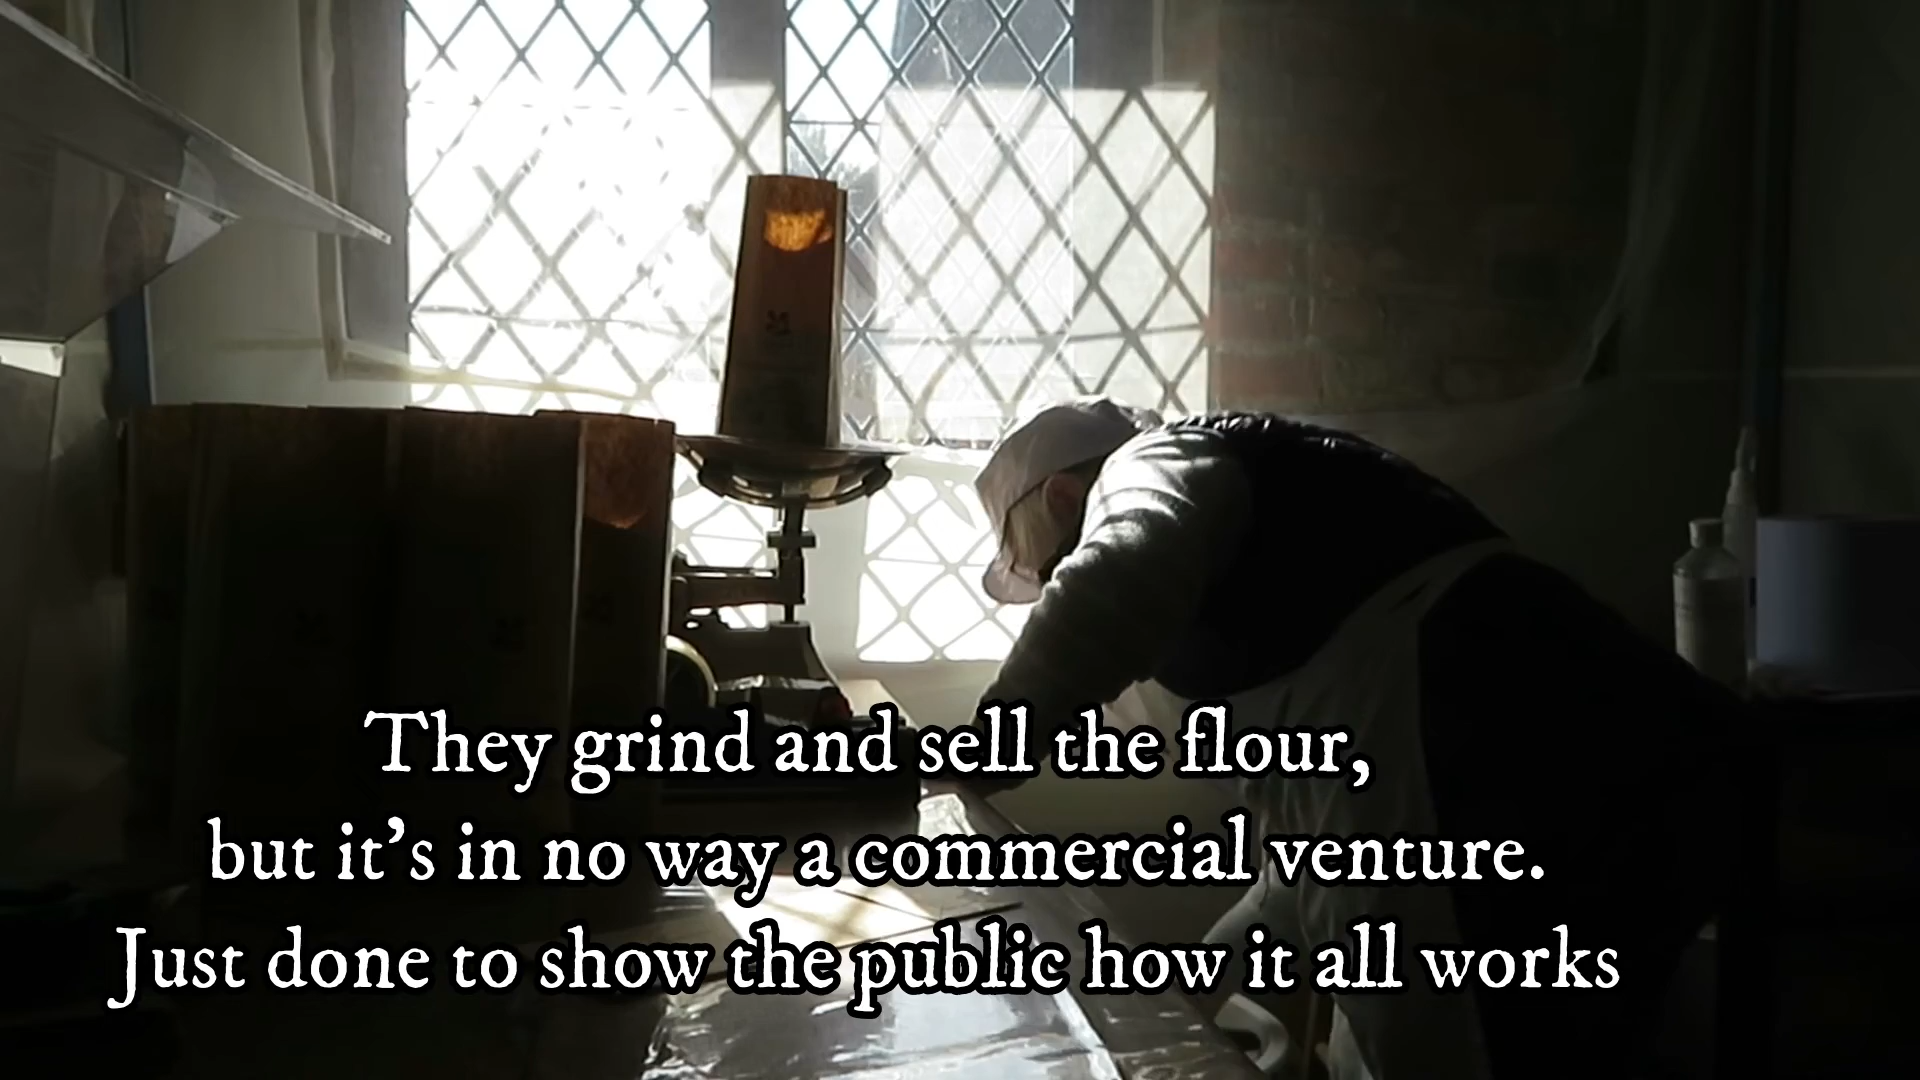 They grind and sell the flour,
but it's in no way a commercial venture.
Just done to show the public how it all works